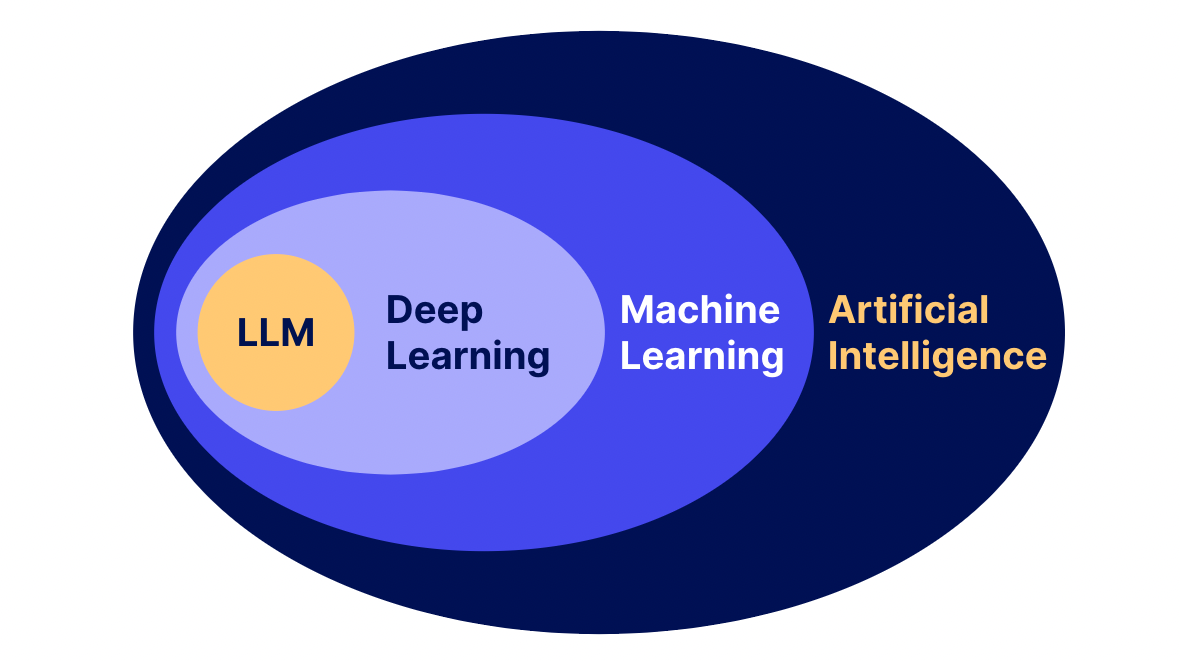 LLM
Deep
Learning
Machine
Learning
Artificial
Intelligence